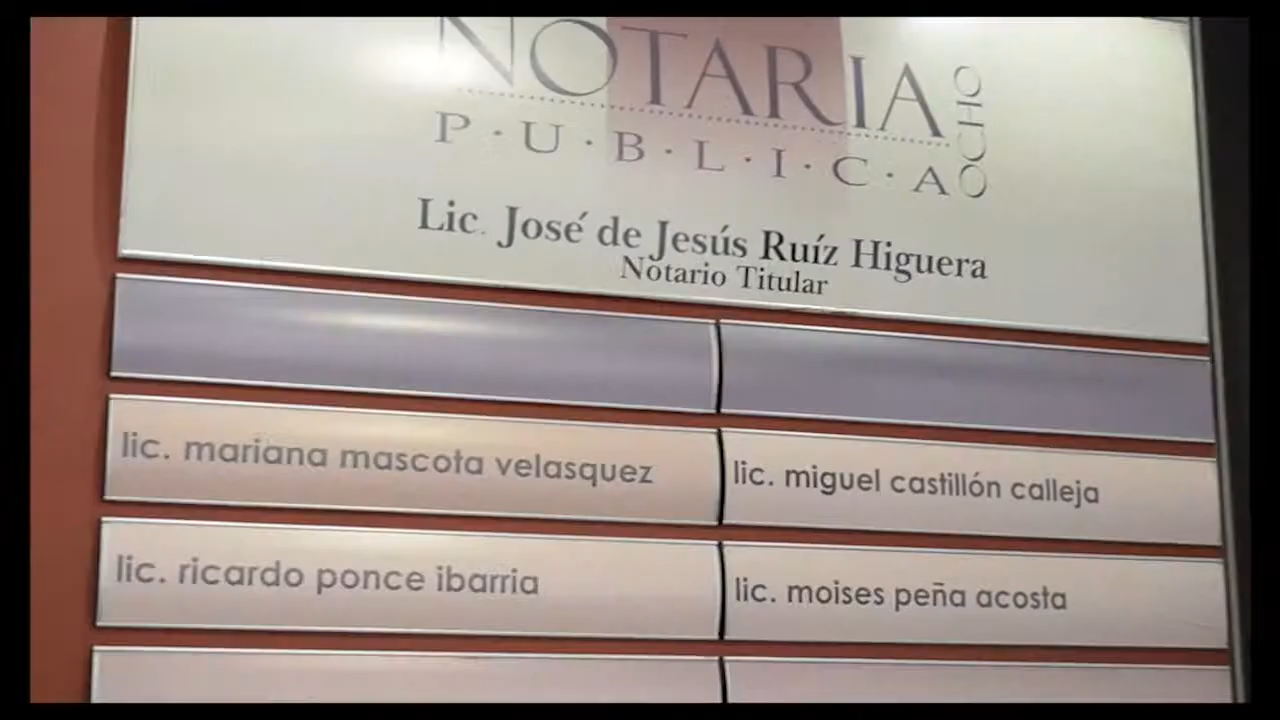 NOTARIA OCHO
P·U·B·L·I·C·A
Lic. José de Jesús Ruíz Higuera
Notario Titular
lic. mariana mascota velasquez
lic. miguel castillón calleja
lic. ricardo ponce ibarria
lic. moises peña acosta